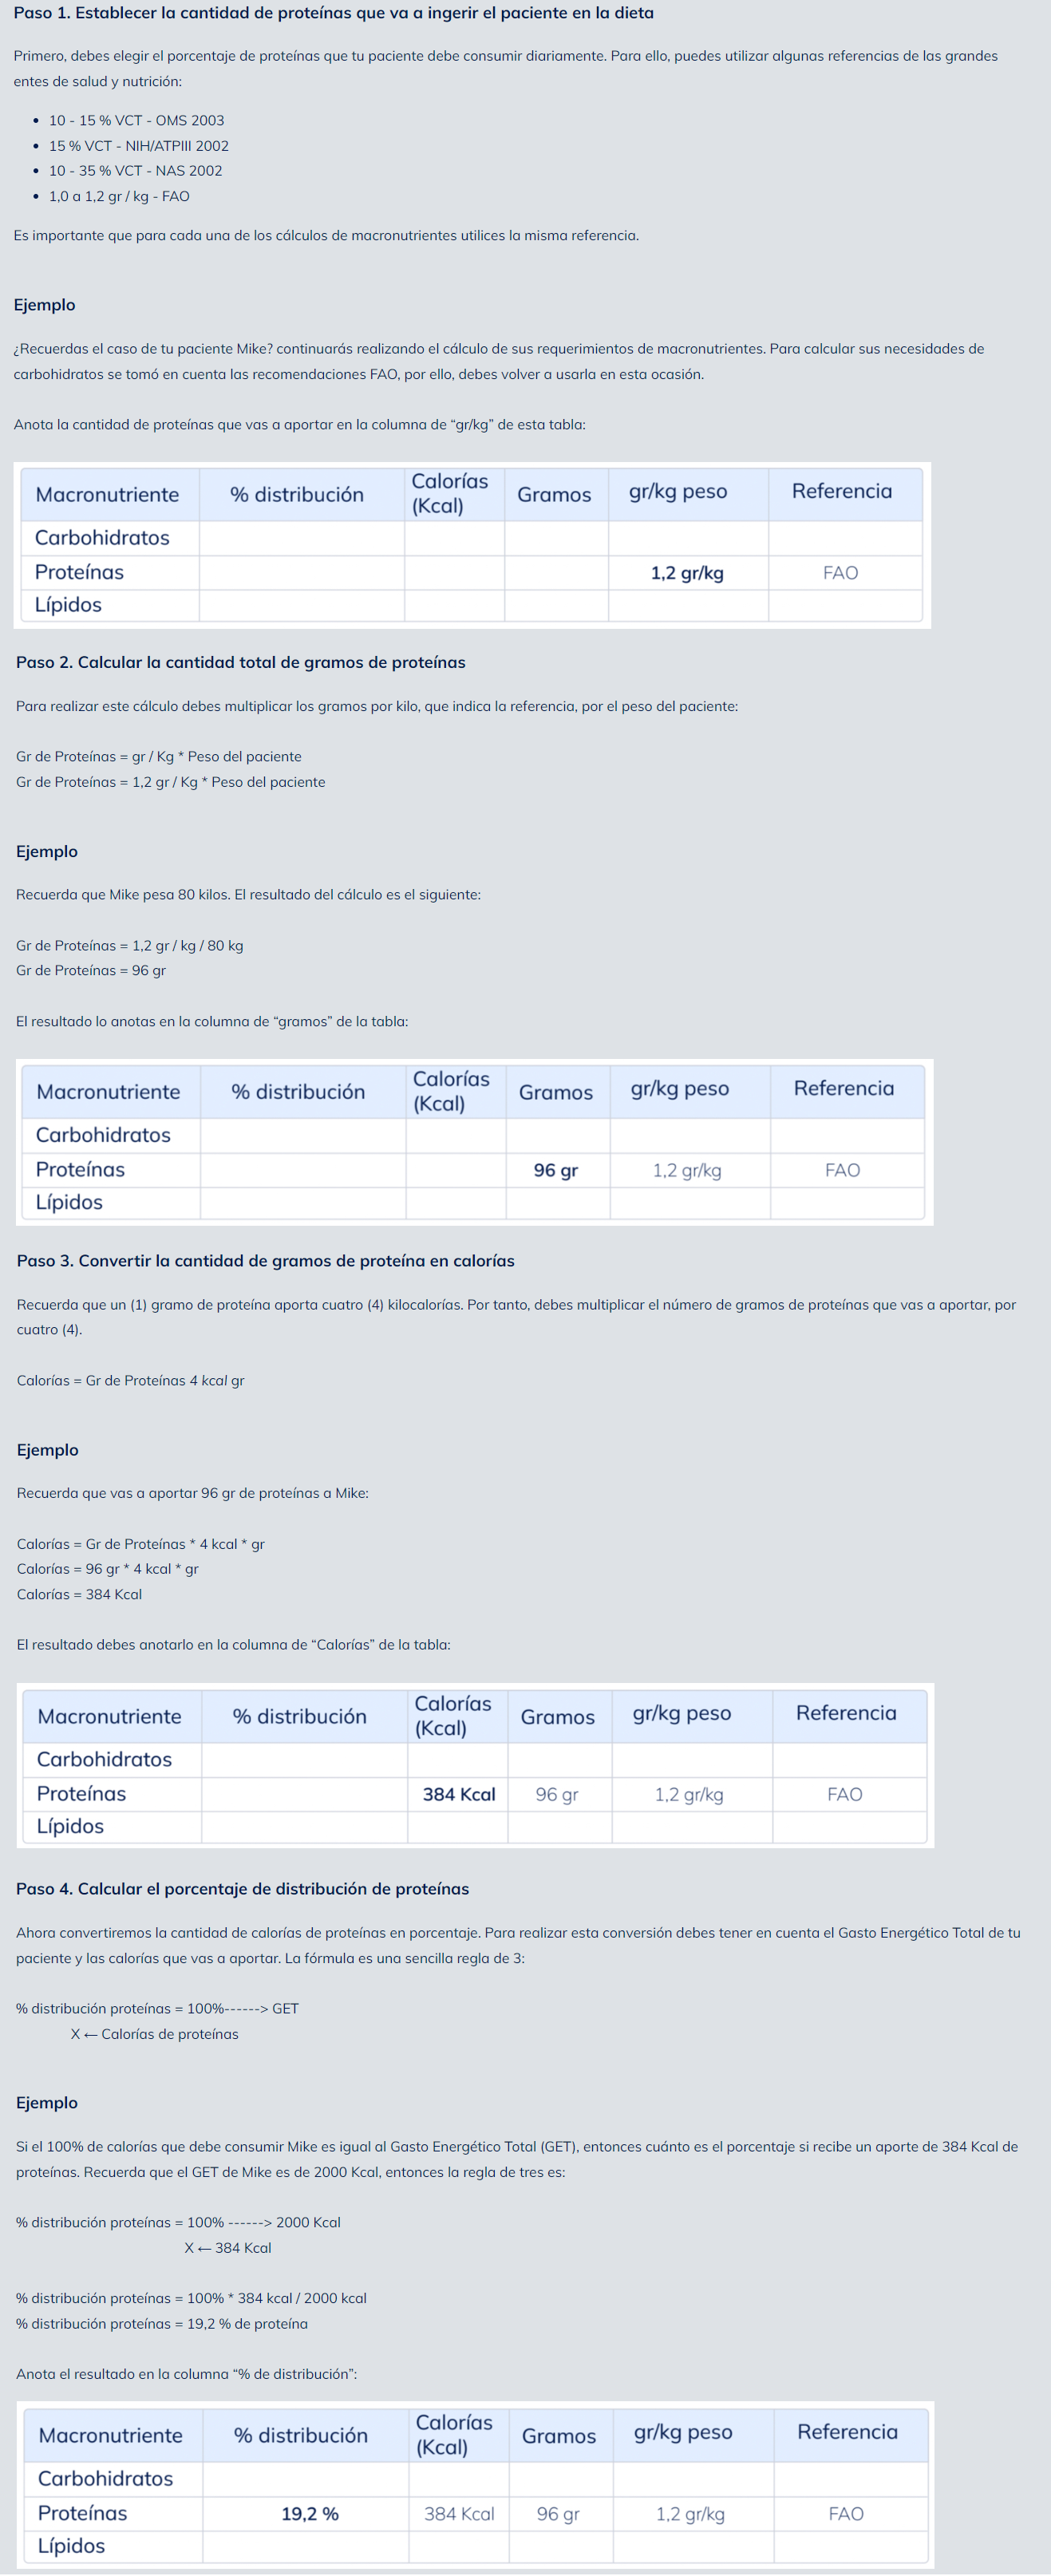 Paso 1. Establecer la cantidad de proteínas que va a ingerir el paciente en la dieta
Primero, debes elegir el porcentaje de proteínas que tu paciente debe consumir diariamente. Para ello, puedes utilizar algunas referencias de las grandes
entes de salud y nutrición:
• 10 - 15 % VCT - OMS 2003
• 15 % VCT - NIH/ATPIII 2002
• 10 - 35 % VCT - NAS 2002
• 1,0 a 1,2 gr / kg - FAO
Es importante que para cada una de los cálculos de macronutrientes utilices la misma referencia.
Ejemplo
¿Recuerdas el caso de tu paciente Mike? continuarás realizando el cálculo de sus requerimientos de macronutrientes. Para calcular sus necesidades de
carbohidratos se tomó en cuenta las recomendaciones FAO, por ello, debes volver a usarla en esta ocasión.
Anota la cantidad de proteínas que vas a aportar en la columna de “gr/kg” de esta tabla:
Macronutriente % distribución Calorías (Kcal) Gramos gr/kg peso Referencia
Carbohidratos
Proteínas 1,2 gr/kg FAO
Lípidos
Paso 2. Calcular la cantidad total de gramos de proteínas
Para realizar este cálculo debes multiplicar los gramos por kilo, que indica la referencia, por el peso del paciente:
Gr de Proteínas = gr / Kg * Peso del paciente
Gr de Proteínas = 1,2 gr / Kg * Peso del paciente
Ejemplo
Recuerda que Mike pesa 80 kilos. El resultado del cálculo es el siguiente:
Gr de Proteínas = 1,2 gr / kg / 80 kg
Gr de Proteínas = 96 gr
El resultado lo anotas en la columna de “gramos” de la tabla:
Macronutriente % distribución Calorías (Kcal) Gramos gr/kg peso Referencia
Carbohidratos
Proteínas 96 gr 1,2 gr/kg FAO
Lípidos
Paso 3. Convertir la cantidad de gramos de proteína en calorías
Recuerda que un (1) gramo de proteína aporta cuatro (4) kilocalorías. Por tanto, debes multiplicar el número de gramos de proteínas que vas a aportar, por
cuatro (4).
Calorías = Gr de Proteínas 4 kcal gr
Ejemplo
Recuerda que vas a aportar 96 gr de proteínas a Mike:
Calorías = Gr de Proteínas * 4 kcal * gr
Calorías = 96 gr * 4 kcal * gr
Calorías = 384 Kcal
El resultado debes anotarlo en la columna de “Calorías” de la tabla:
Macronutriente % distribución Calorías (Kcal) Gramos gr/kg peso Referencia
Carbohidratos
Proteínas 384 Kcal 96 gr 1,2 gr/kg FAO
Lípidos
Paso 4. Calcular el porcentaje de distribución de proteínas
Ahora convertiremos la cantidad de calorías de proteínas en porcentaje. Para realizar esta conversión debes tener en cuenta el Gasto Energético Total de tu
paciente y las calorías que vas a aportar. La fórmula es una sencilla regla de 3:
% distribución proteínas = 100%------> GET
X ← Calorías de proteínas
Ejemplo
Si el 100% de calorías que debe consumir Mike es igual al Gasto Energético Total (GET), entonces cuánto es el porcentaje si recibe un aporte de 384 Kcal de
proteínas. Recuerda que el GET de Mike es de 2000 Kcal, entonces la regla de tres es:
% distribución proteínas = 100% ------> 2000 Kcal
X ← 384 Kcal
% distribución proteínas = 100% * 384 kcal / 2000 kcal
% distribución proteínas = 19,2 % de proteína
Anota el resultado en la columna “% de distribución”:
Macronutriente % distribución Calorías (Kcal) Gramos gr/kg peso Referencia
Carbohidratos
Proteínas 19,2 % 384 Kcal 96 gr 1,2 gr/kg FAO
Lípidos